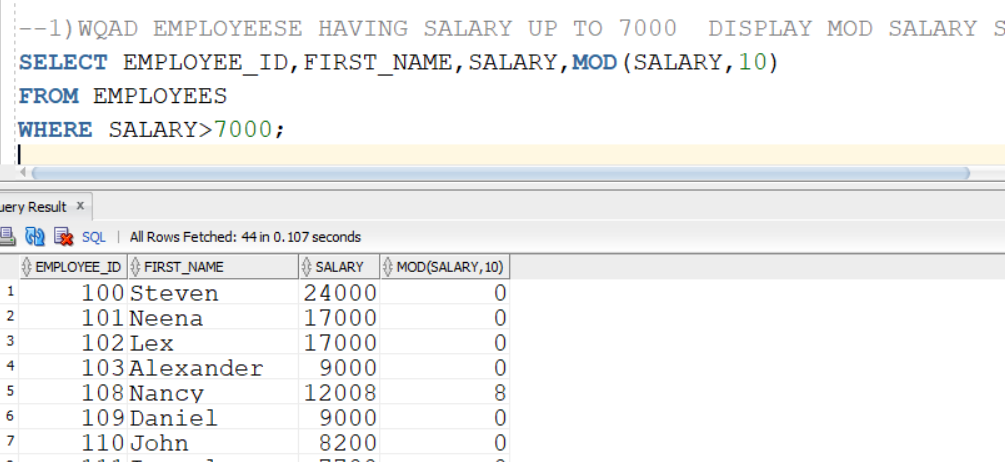 --1)WQAD EMPLOYEESE HAVING SALARY UP TO 7000  DISPLAY MOD SALARY
SELECT EMPLOYEE_ID,FIRST_NAME,SALARY,MOD(SALARY,10)
FROM EMPLOYEES
WHERE SALARY>7000;
Result x
SQL | All Rows Fetched: 44 in 0.107 seconds
EMPLOYEE_ID FIRST_NAME SALARY MOD(SALARY,10)
1 100 Steven 24000 0
2 101 Neena 17000 0
3 102 Lex 17000 0
4 103 Alexander 9000 0
5 108 Nancy 12008 8
6 109 Daniel 9000 0
7 110 John 8200 0